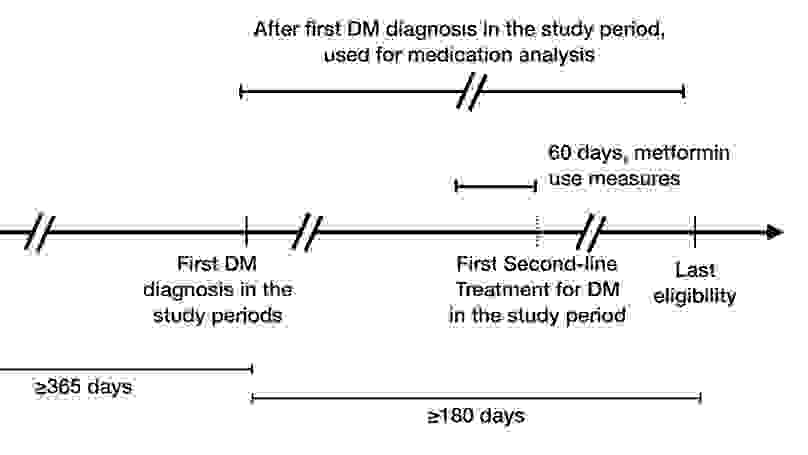 After first DM diagnosis in the study period,
used for medication analysis
60 days, metformin
use measures
First DM
diagnosis in the
study periods
First Second-line
Treatment for DM
in the study period
Last
eligibility
≥365 days
≥180 days